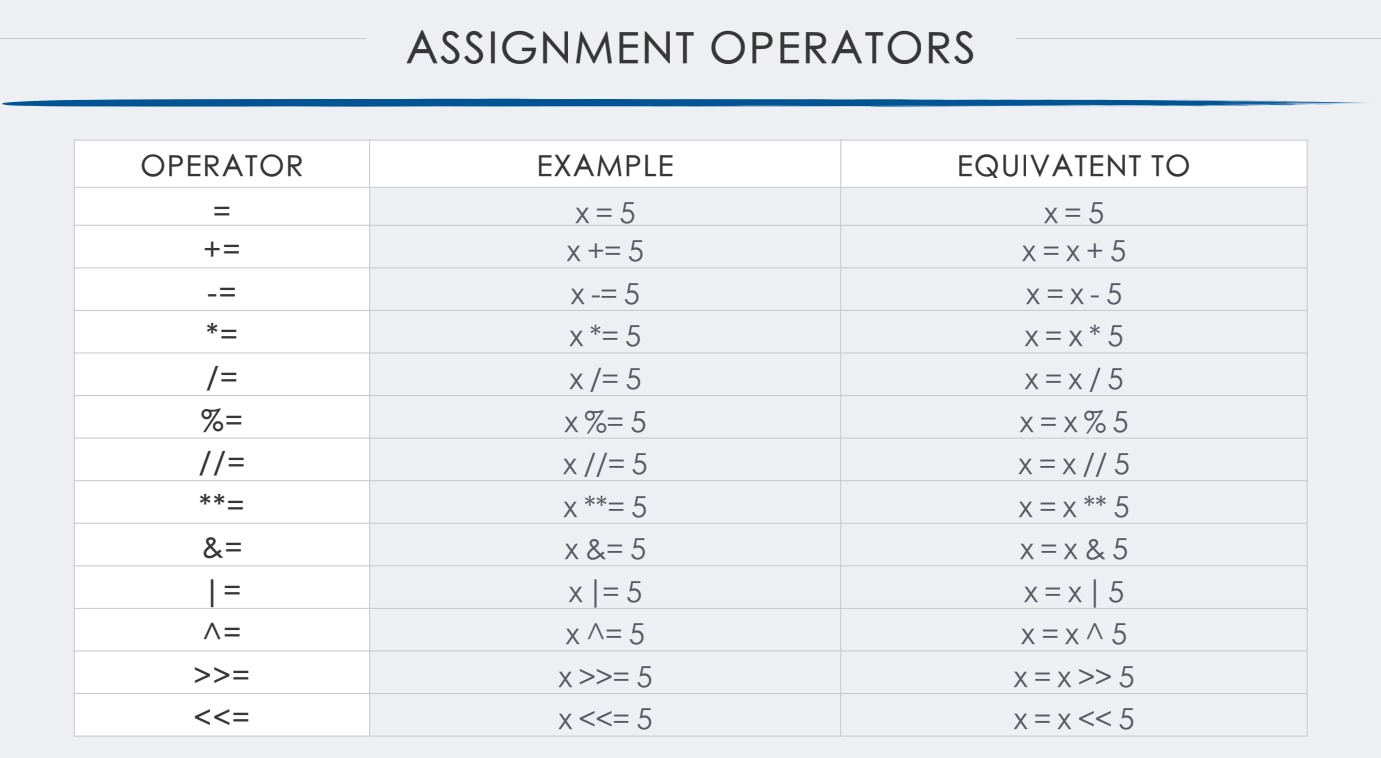 ASSIGNMENT OPERATORS
OPERATOR EXAMPLE EQUIVATENT TO
= x = 5 x = 5
+= x += 5 x = x + 5
-= x -= 5 x = x - 5
*= x *= 5 x = x * 5
/= x /= 5 x = x / 5
%= x %= 5 x = x % 5
//= x //= 5 x = x // 5
**= x **= 5 x = x ** 5
&= x &= 5 x = x & 5
|= x |= 5 x = x | 5
^= x ^= 5 x = x ^ 5
>>= x >>= 5 x = x >> 5
<<= x <<= 5 x = x << 5